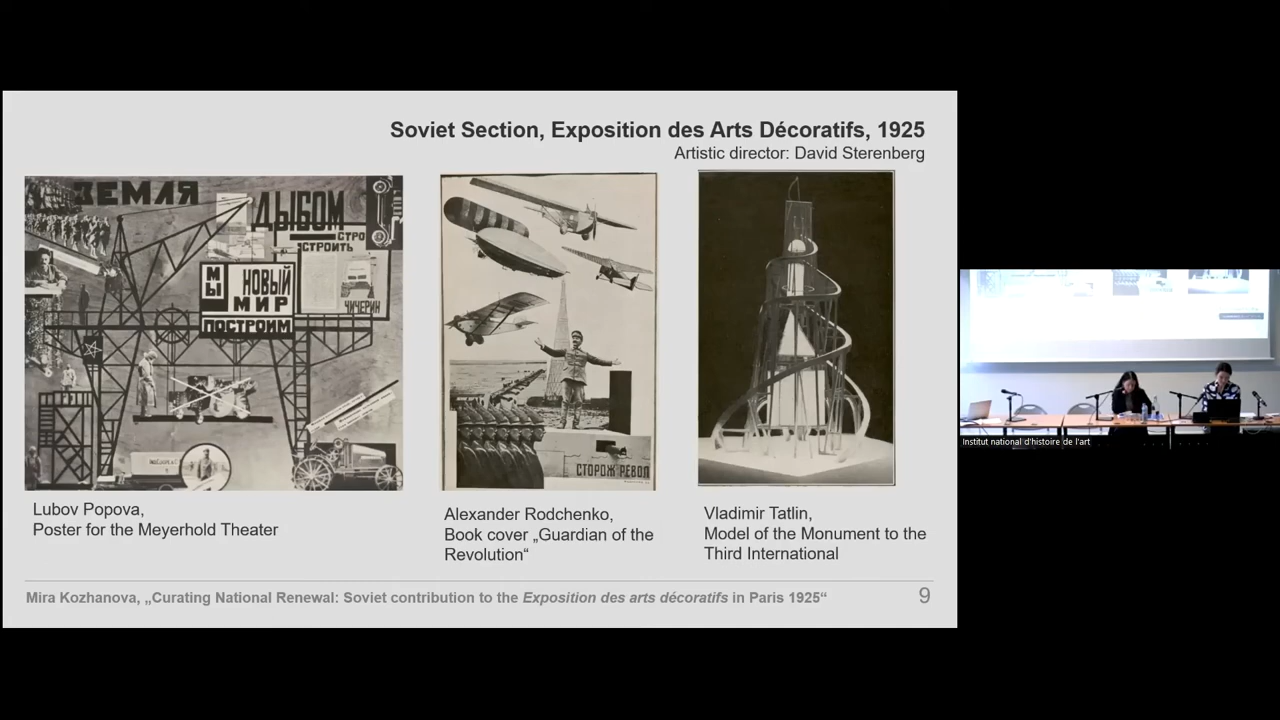 Soviet Section, Exposition des Arts Décoratifs, 1925
Artistic director: David Sterenberg
ЗЕМЛЯ
ДЫБОМ
СТРОИТЬ
МЫ
НОВЫЙ
МИР
ПОСТРОИМ
ЧИЧЕРИН
СТОРОЖ РЕВОЛ
Lubov Popova,
Poster for the Meyerhold Theater
Alexander Rodchenko,
Book cover „Guardian of the
Revolution“
Vladimir Tatlin,
Model of the Monument to the
Third International
Mira Kozhanova, „Curating National Renewal: Soviet contribution to the Exposition des arts décoratifs in Paris 1925“
9
Institut national d'histoire de l'art